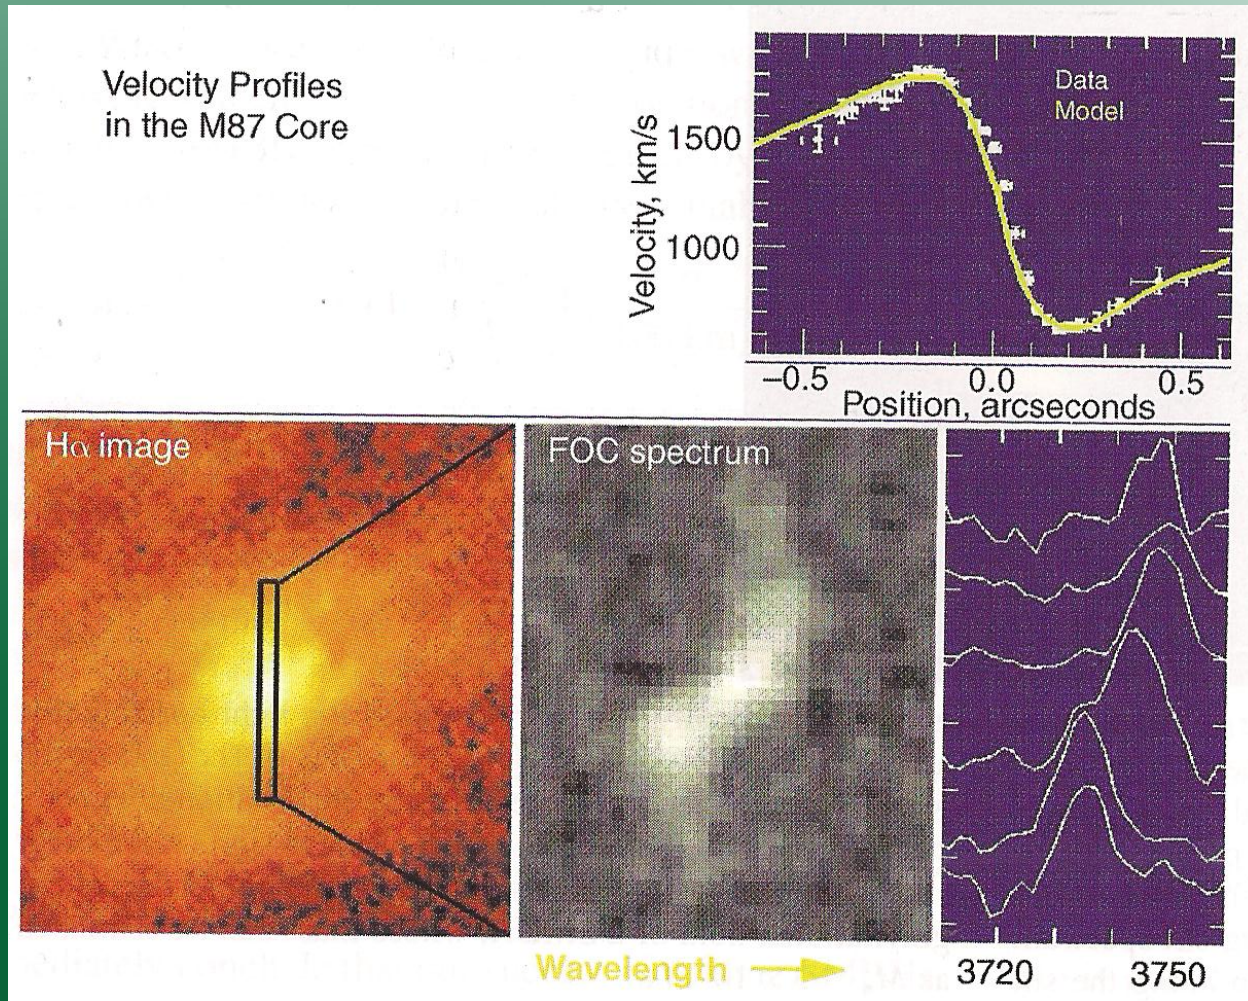 Velocity Profiles
in the M87 Core
Data
Model
Velocity, km/s
1500
1000
–0.5
0.0
0.5
Position, arcseconds
Hα image
FOC spectrum
Wavelength
3720
3750